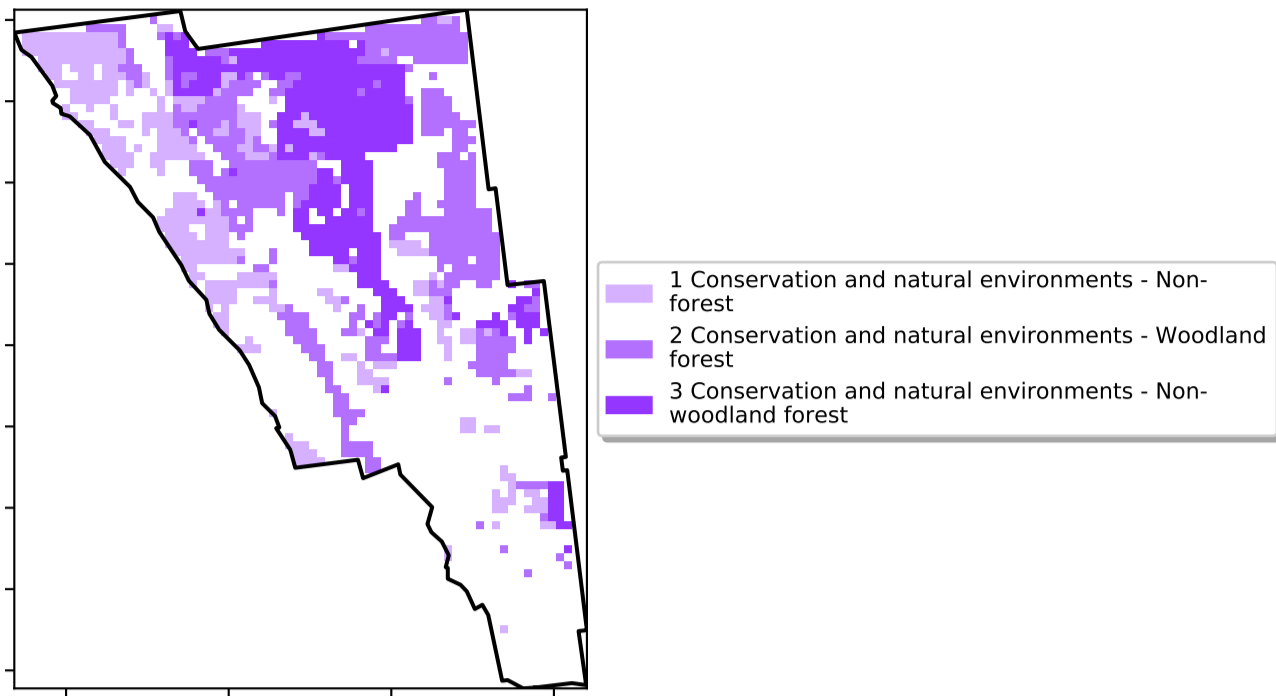 1 Conservation and natural environments - Non-
forest
2 Conservation and natural environments - Woodland
forest
3 Conservation and natural environments - Non-
woodland forest